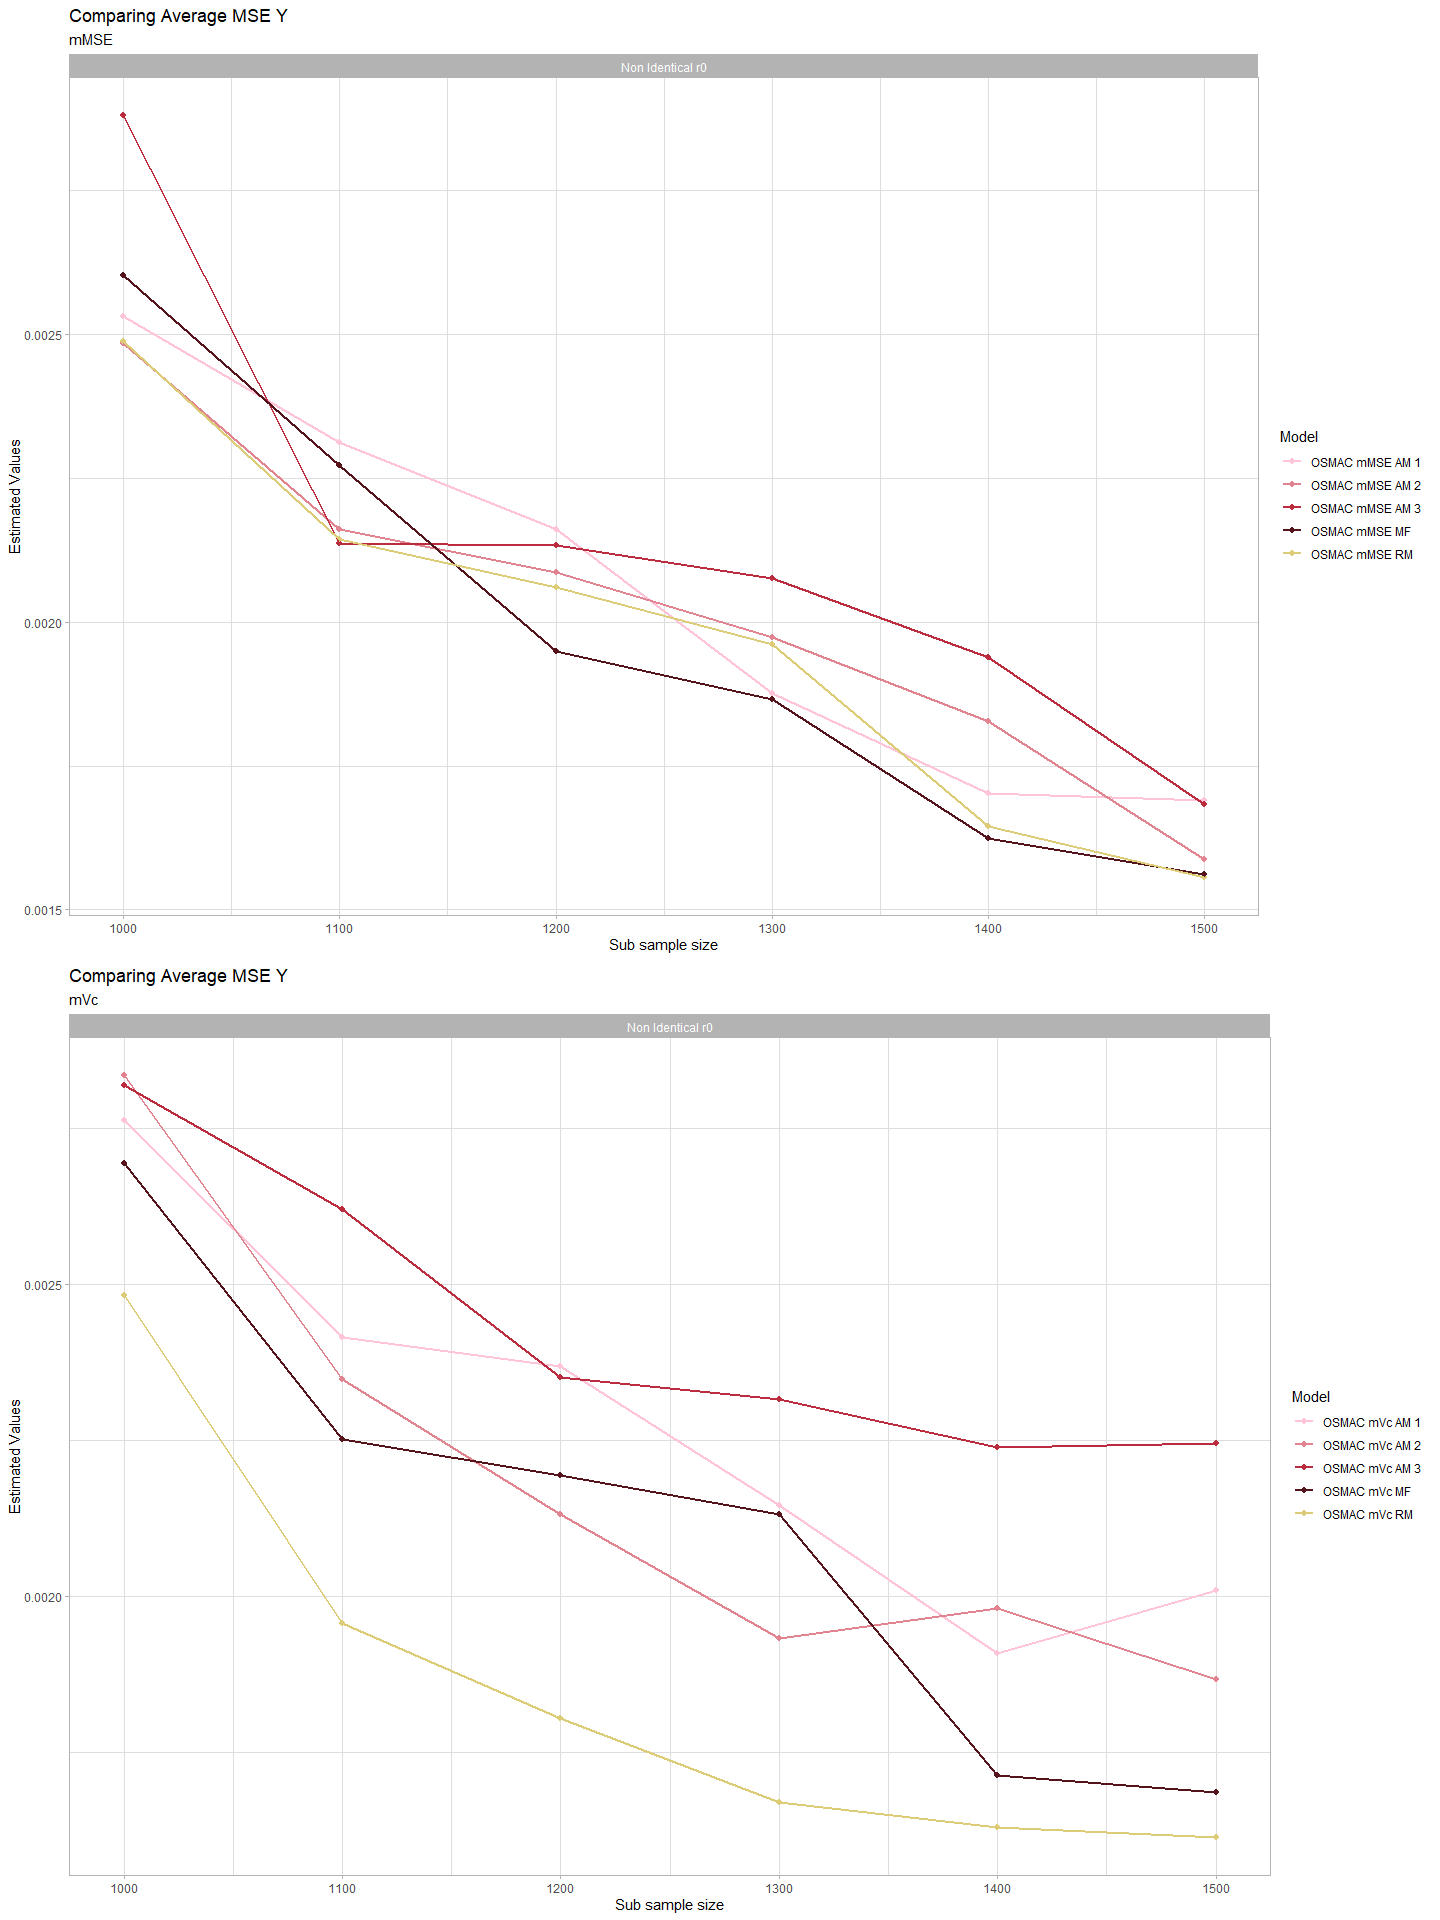 Comparing Average MSE Y
mMSE
Non Identical r0
0.0025
0.0020
0.0015
Estimated Values
1000 1100 1200 1300 1400 1500
Sub sample size
Model
OSMAC mMSE AM 1
OSMAC mMSE AM 2
OSMAC mMSE AM 3
OSMAC mMSE MF
OSMAC mMSE RM
Comparing Average MSE Y
mVc
Non Identical r0
0.0025
0.0020
Estimated Values
1000 1100 1200 1300 1400 1500
Sub sample size
Model
OSMAC mVc AM 1
OSMAC mVc AM 2
OSMAC mVc AM 3
OSMAC mVc MF
OSMAC mVc RM